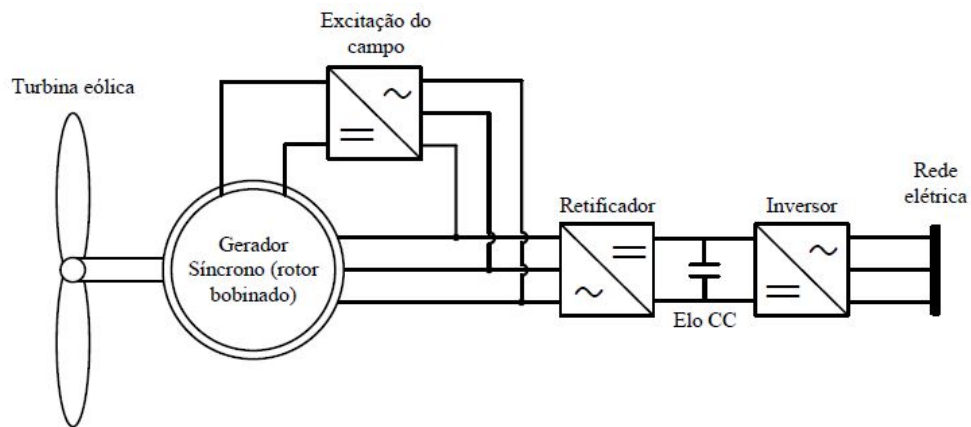 Excitação do
campo
Turbina eólica
Gerador
Síncrono (rotor
bobinado)
Retificador
Inversor
Rede
elétrica
Elo CC